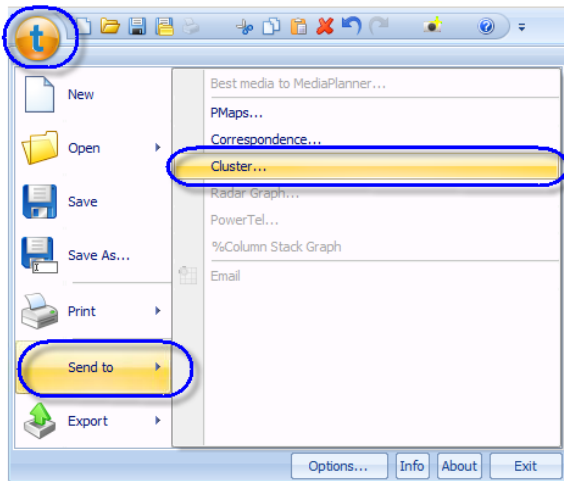 t
New
Open
Save
Save As...
Print
Send to
Export
Best media to MediaPlanner...
PMaps...
Correspondence...
Cluster...
Radar Graph...
PowerTel...
%Column Stack Graph
Email
Options... Info About Exit